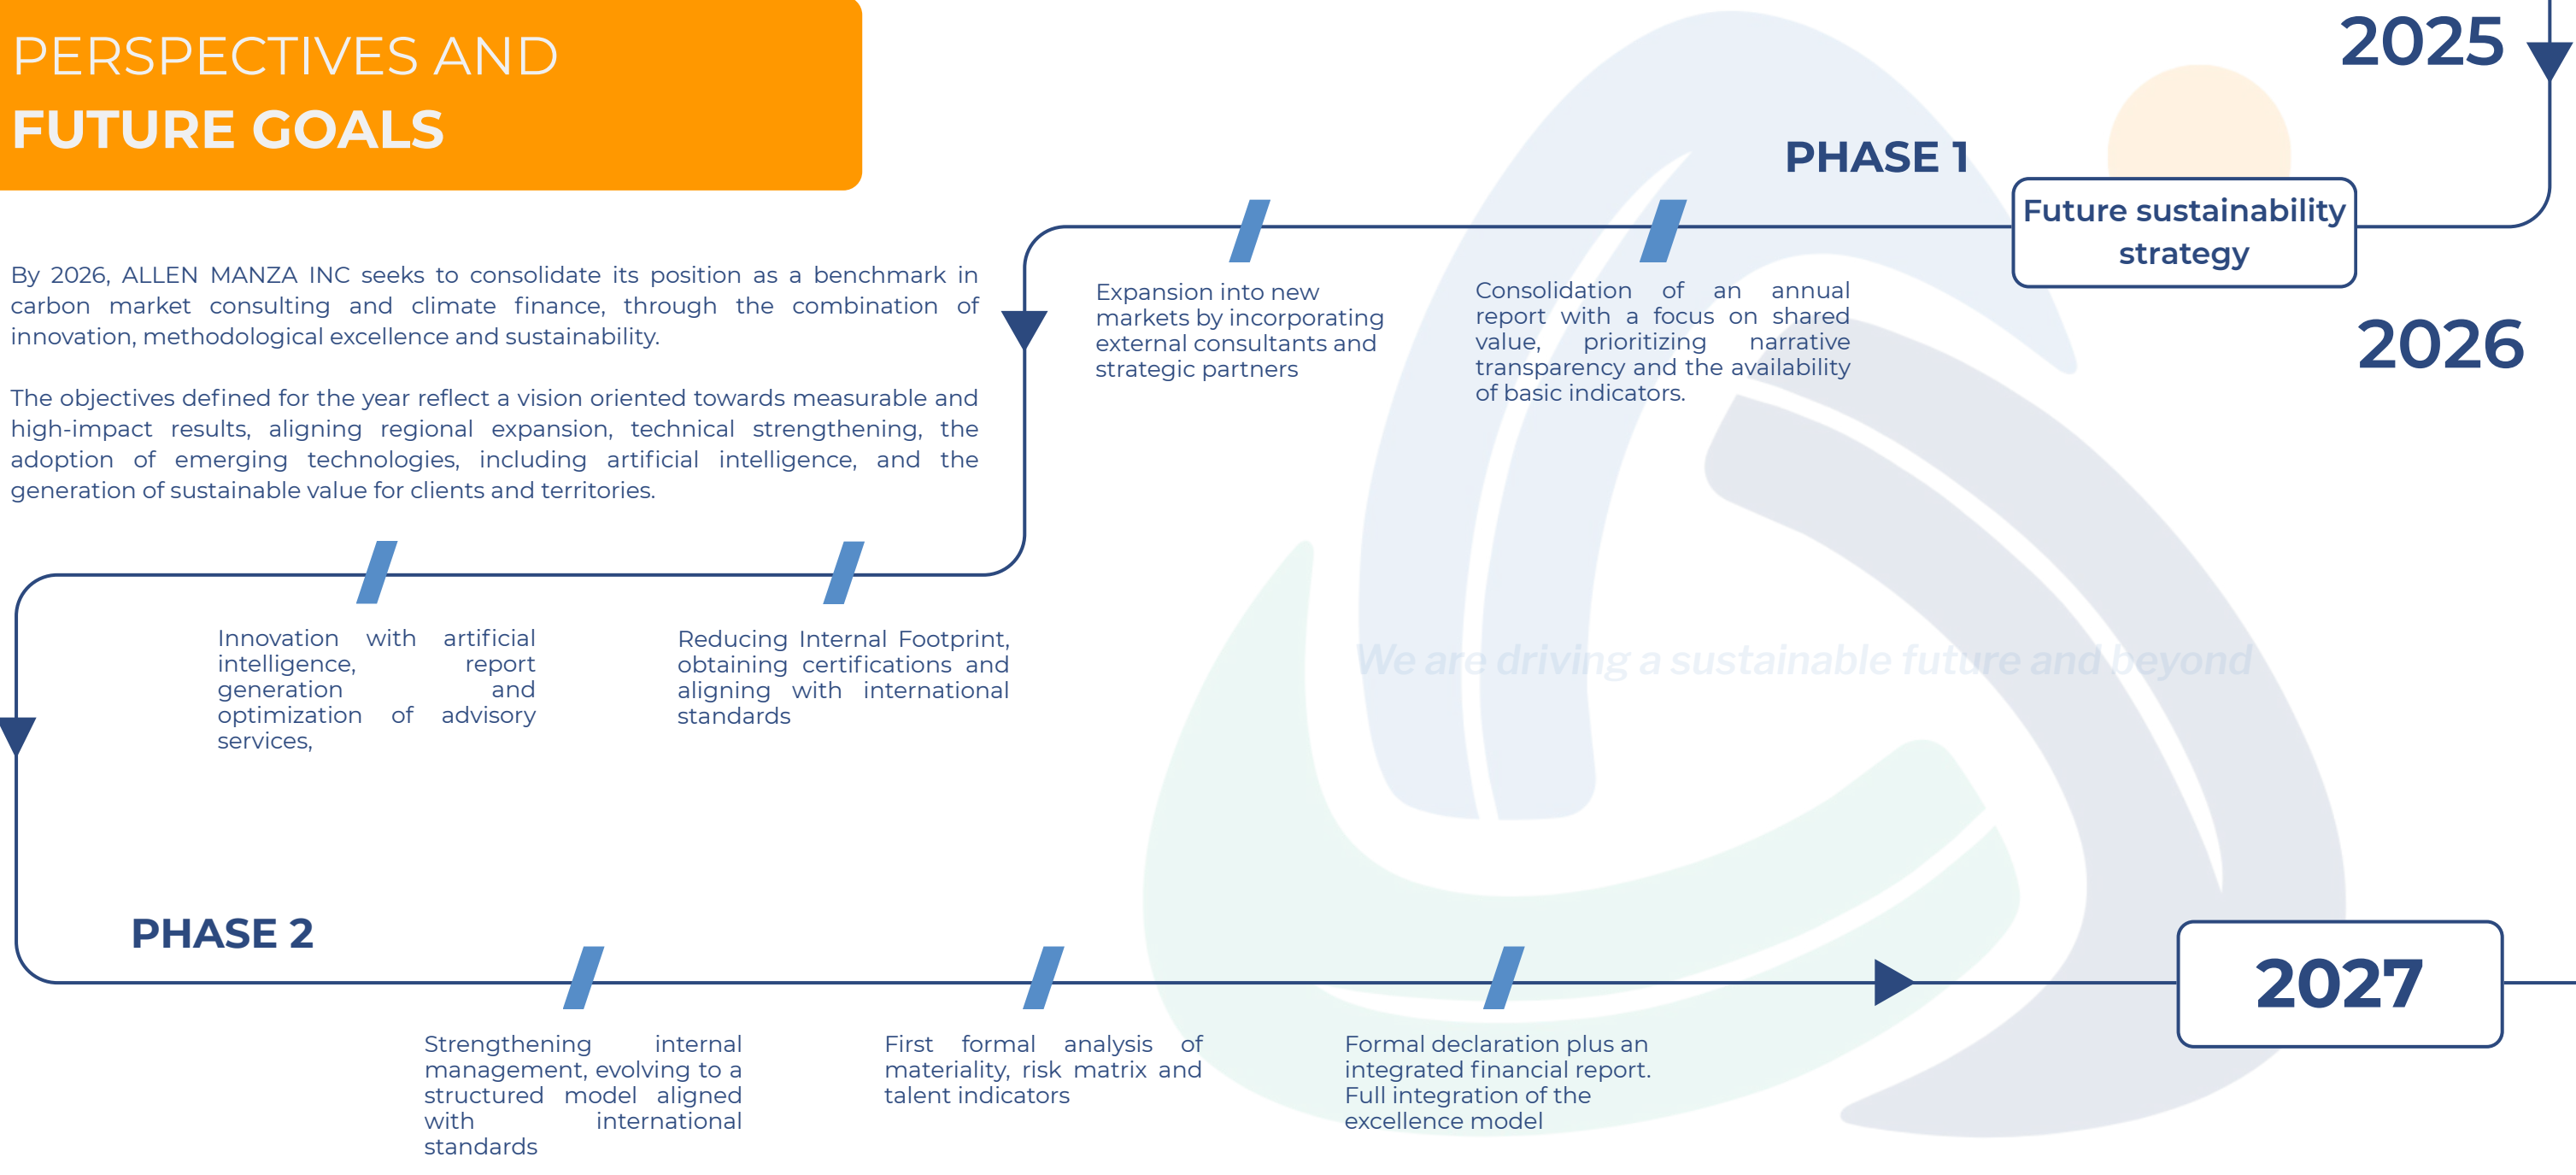 PERSPECTIVES AND
FUTURE GOALS
By 2026, ALLEN MANZA INC seeks to consolidate its position as a benchmark in
carbon market consulting and climate finance, through the combination of
innovation, methodological excellence and sustainability.
The objectives defined for the year reflect a vision oriented towards measurable and
high-impact results, aligning regional expansion, technical strengthening, the
adoption of emerging technologies, including artificial intelligence, and the
generation of sustainable value for clients and territories.
2025
PHASE 1
Future sustainability
strategy
2026
Consolidation of an annual
report with a focus on shared
value, prioritizing narrative
transparency and the availability
of basic indicators.
Expansion into new
markets by incorporating
external consultants and
strategic partners
Reducing Internal Footprint,
obtaining certifications and
aligning with international
standards
Innovation with artificial
intelligence, report
generation and
optimization of advisory
services,
We are driving a sustainable future and beyond
PHASE 2
Strengthening internal
management, evolving to a
structured model aligned
with international
standards
First formal analysis of
materiality, risk matrix and
talent indicators
Formal declaration plus an
integrated financial report.
Full integration of the
excellence model
2027